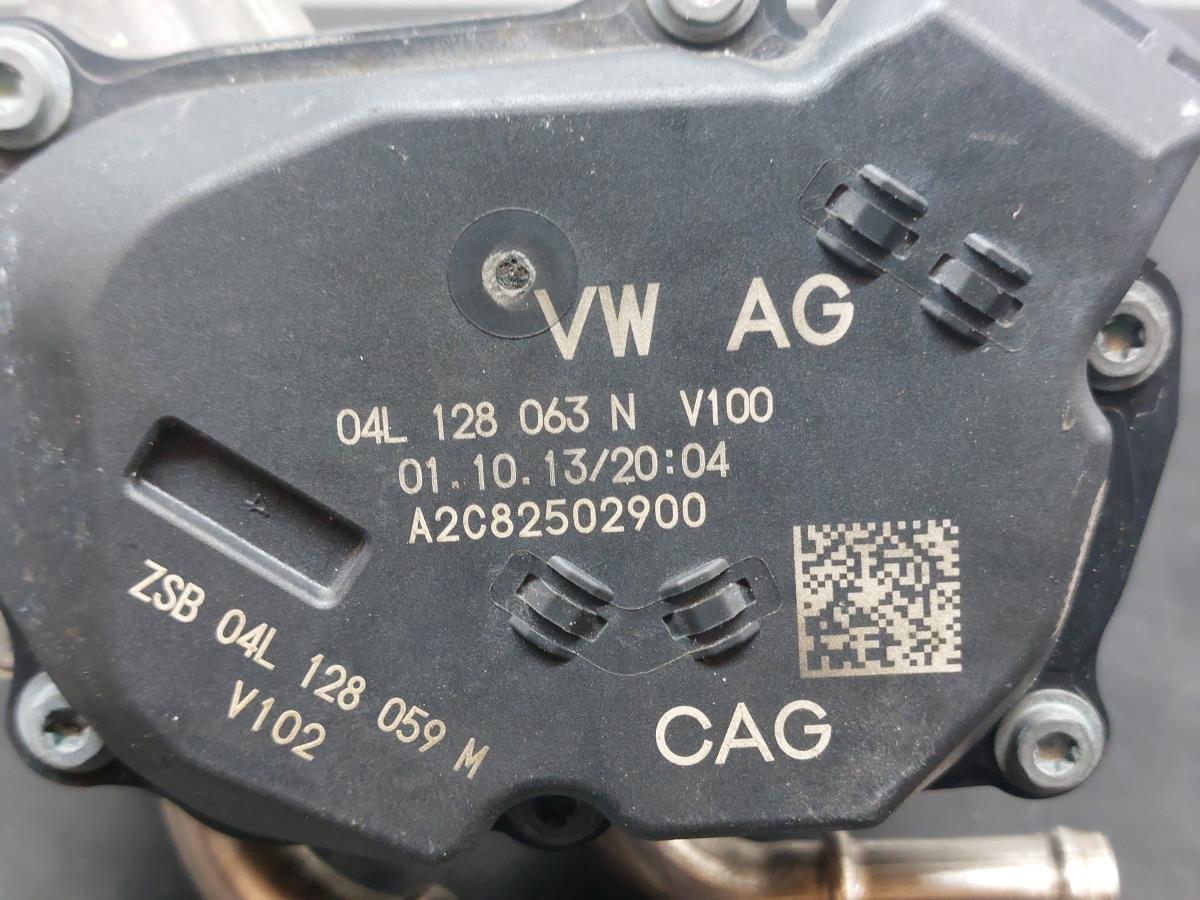 VW AG
04L 128 063 N V100
01.10.13/20:04
A2C82502900
ZSB 04L 128 059 M
V102
CAG